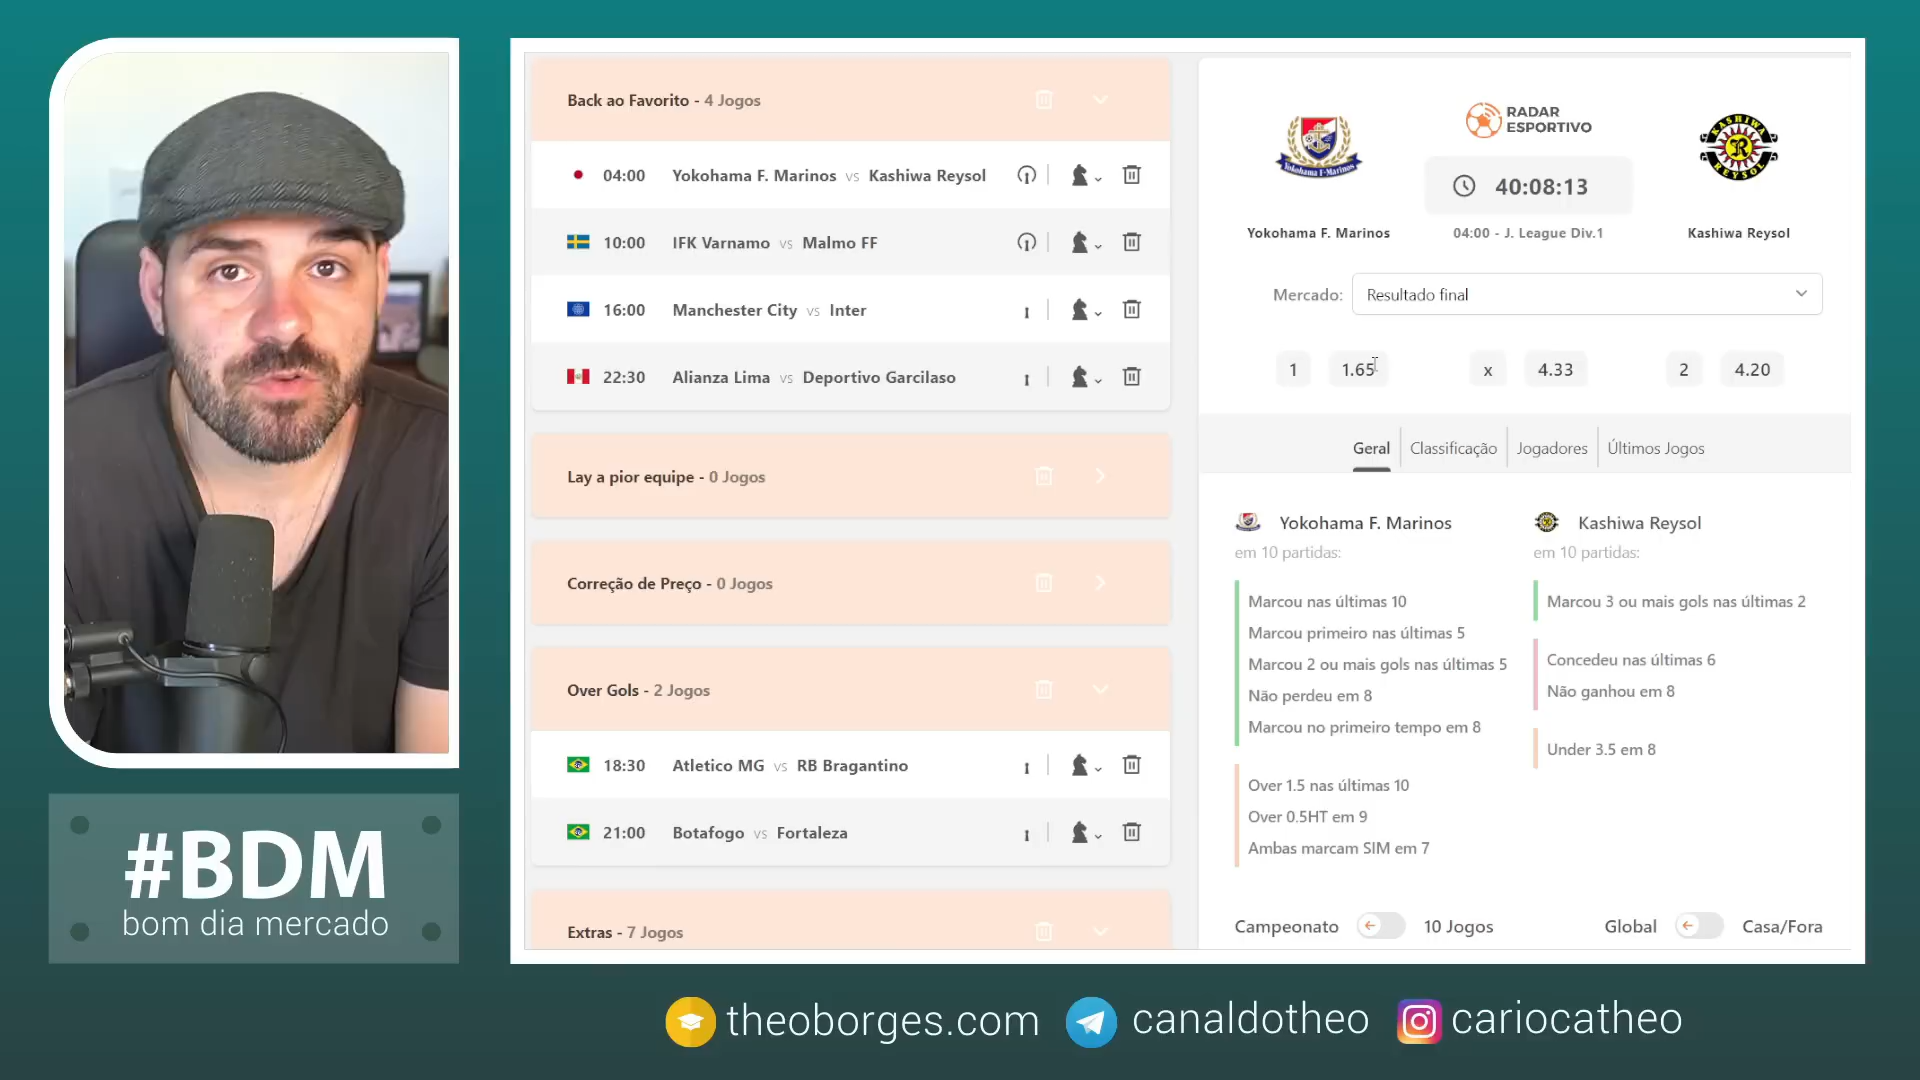 Back ao Favorito - 4 Jogos
04:00 Yokohama F. Marinos vs Kashiwa Reysol
10:00 IFK Varnamo vs Malmo FF
16:00 Manchester City vs Inter
22:30 Alianza Lima vs Deportivo Garcilaso
Lay a pior equipe - 0 Jogos
Correção de Preço - 0 Jogos
Over Gols - 2 Jogos
18:30 Atletico MG vs RB Bragantino
21:00 Botafogo vs Fortaleza
Extras - 7 Jogos
RADAR
ESPORTIVO
Yokohama F. Marinos
KASHIWA
R
REYSOL
40:08:13
Yokohama F. Marinos
04:00 - J. League Div.1
Kashiwa Reysol
Mercado: Resultado final
1 1.65 x 4.33 2 4.20
Geral Classificação Jogadores Últimos Jogos
Yokohama F. Marinos
em 10 partidas:
Marcou nas últimas 10
Marcou primeiro nas últimas 5
Marcou 2 ou mais gols nas últimas 5
Não perdeu em 8
Marcou no primeiro tempo em 8
Over 1.5 nas últimas 10
Over 0.5HT em 9
Ambas marcam SIM em 7
Kashiwa Reysol
em 10 partidas:
Marcou 3 ou mais gols nas últimas 2
Concedeu nas últimas 6
Não ganhou em 8
Under 3.5 em 8
Campeonato 10 Jogos Global Casa/Fora
#BDM
bom dia mercado
theoborges.com canaldotheo cariocatheo